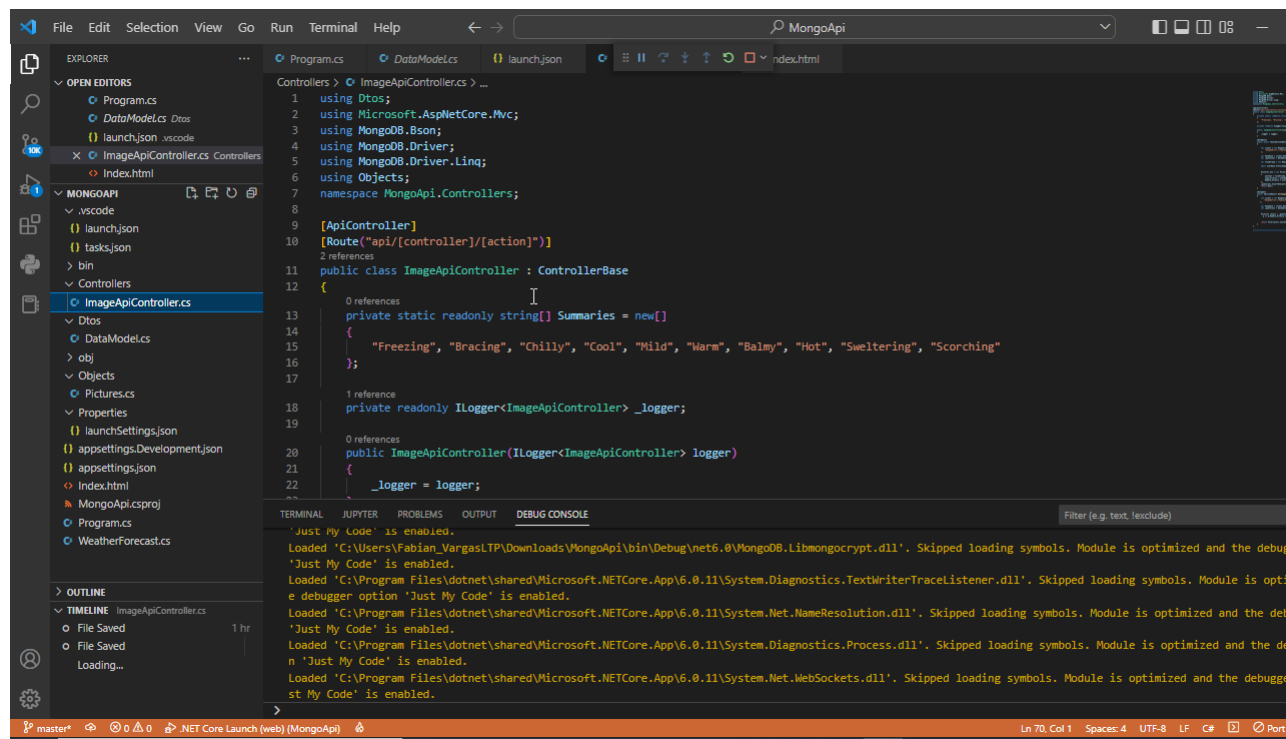 File Edit Selection View Go Run Terminal Help MongoApi
EXPLORER
OPEN EDITORS
Program.cs
DataModel.cs Dtos
launch.json .vscode
ImageApiController.cs Controllers
Index.html
MONGOAPI
.vscode
launch.json
tasks.json
bin
Controllers
ImageApiController.cs
Dtos
DataModel.cs
obj
Objects
Pictures.cs
Properties
launchSettings.json
appsettings.Development.json
appsettings.json
Index.html
MongoApi.csproj
Program.cs
WeatherForecast.cs
OUTLINE
TIMELINE ImageApiController.cs
File Saved 1 hr
File Saved
Loading...
10K
1
Program.cs DataModel.cs launch.json ndex.html
Controllers > ImageApiController.cs > ...
1 using Dtos;
2 using Microsoft.AspNetCore.Mvc;
3 using MongoDB.Bson;
4 using MongoDB.Driver;
5 using MongoDB.Driver.Linq;
6 using Objects;
7 namespace MongoApi.Controllers;
8
9 [ApiController]
10 [Route("api/[controller]/[action]")]
2 references
11 public class ImageApiController : ControllerBase
12 {
0 references
13 private static readonly string[] Summaries = new[]
14 {
15 "Freezing", "Bracing", "Chilly", "Cool", "Mild", "Warm", "Balmy", "Hot", "Sweltering", "Scorching"
16 };
17
1 reference
18 private readonly ILogger<ImageApiController> _logger;
19
0 references
20 public ImageApiController(ILogger<ImageApiController> logger)
21 {
22 _logger = logger;
TERMINAL JUPYTER PROBLEMS OUTPUT DEBUG CONSOLE Filter (e.g. text, !exclude)
'Just My Code' is enabled.
Loaded 'C:\Users\Fabian_VargasLTP\Downloads\MongoApi\bin\Debug\net6.0\MongoDB.Libmongocrypt.dll'. Skipped loading symbols. Module is optimized and the debug
'Just My Code' is enabled.
Loaded 'C:\Program Files\dotnet\shared\Microsoft.NETCore.App\6.0.11\System.Diagnostics.TextWriterTraceListener.dll'. Skipped loading symbols. Module is opti
e debugger option 'Just My Code' is enabled.
Loaded 'C:\Program Files\dotnet\shared\Microsoft.NETCore.App\6.0.11\System.Net.NameResolution.dll'. Skipped loading symbols. Module is optimized and the deb
'Just My Code' is enabled.
Loaded 'C:\Program Files\dotnet\shared\Microsoft.NETCore.App\6.0.11\System.Diagnostics.Process.dll'. Skipped loading symbols. Module is optimized and the de
n 'Just My Code' is enabled.
Loaded 'C:\Program Files\dotnet\shared\Microsoft.NETCore.App\6.0.11\System.Net.WebSockets.dll'. Skipped loading symbols. Module is optimized and the debugge
st My Code' is enabled.
>
master* 0 0 .NET Core Launch (web) (MongoApi) Ln 70, Col 1 Spaces: 4 UTF-8 LF C# Port